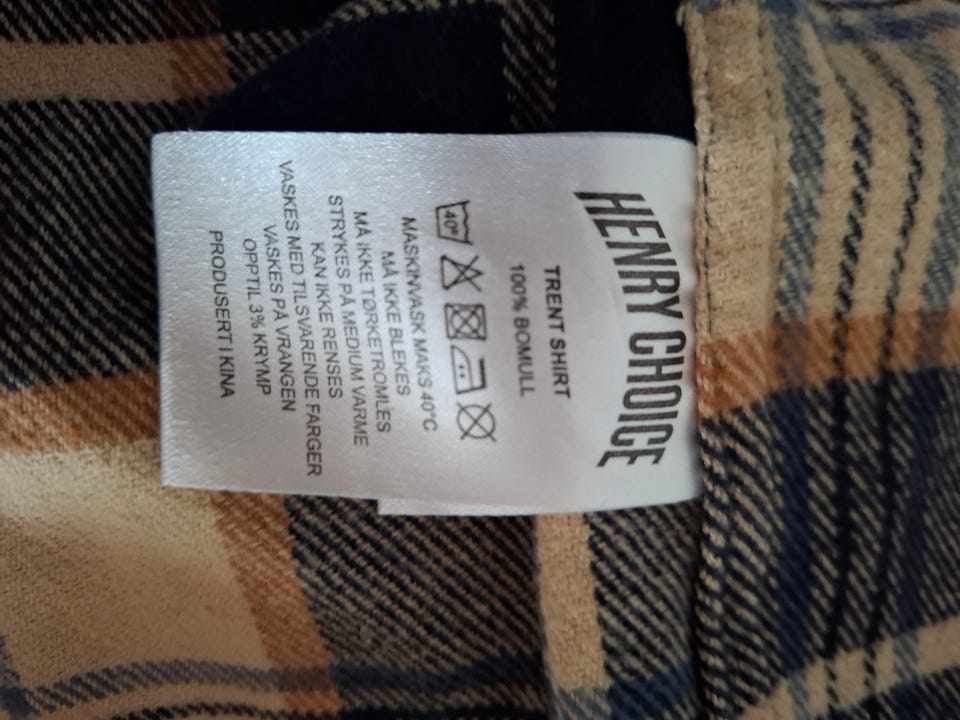 HENRY CHOICE
TRENT SHIRT
100% BOMULL
40°
MASKINVASK MAKS 40°C
MÅ IKKE BLEKES
MÅ IKKE TØRKETROMLES
STRYKES PÅ MEDIUM VARME
KAN IKKE RENSES
VASKES MED TILSVARENDE FARGER
VASKES PÅ VRANGEN
OPPTIL 3% KRYMP
PRODUSERT I KINA